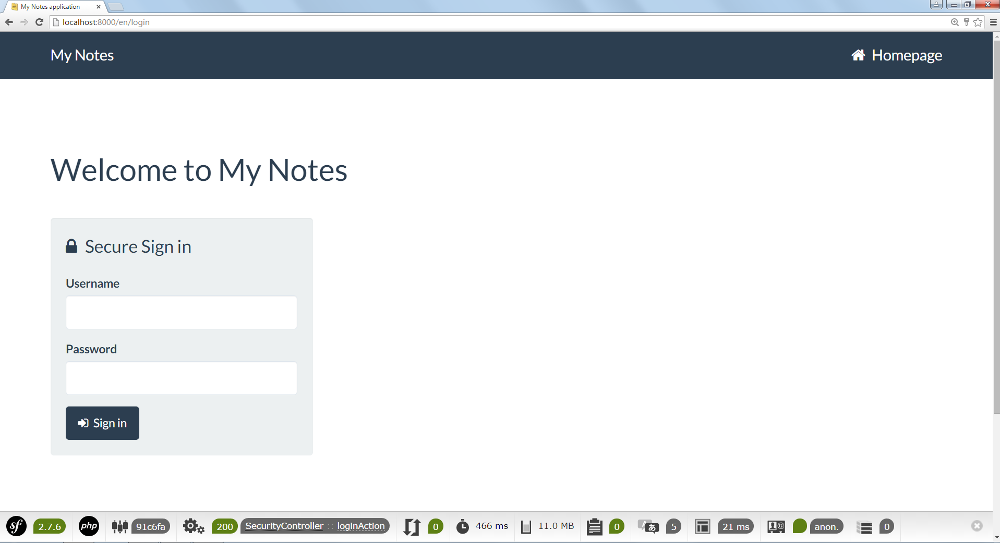 My Notes application
localhost:8000/en/login
My Notes
Homepage
Welcome to My Notes
Secure Sign in
Username
Password
Sign in
sf 2.7.6 php 91c6fa 200 SecurityController :: loginAction 0 466 ms 11.0 MB 0 A あ 5 21 ms @ anon. 0